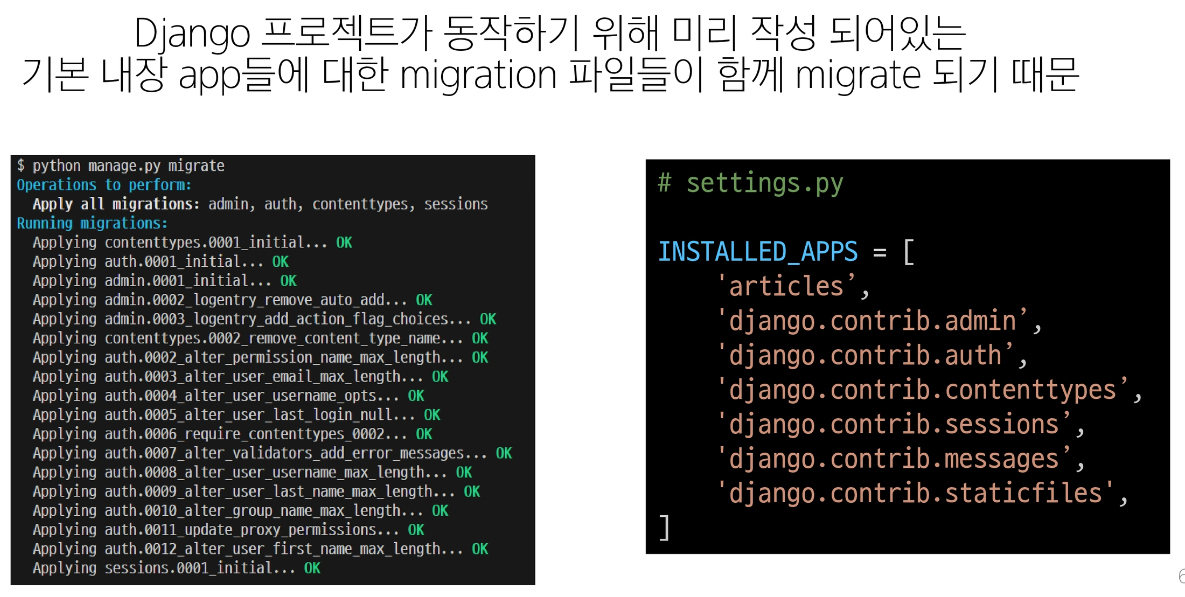 Django 프로젝트가 동작하기 위해 미리 작성 되어있는
기본 내장 app들에 대한 migration 파일들이 함께 migrate 되기 때문
$ python manage.py migrate
Operations to perform:
  Apply all migrations: admin, auth, contenttypes, sessions
Running migrations:
  Applying contenttypes.0001_initial... OK
  Applying auth.0001_initial... OK
  Applying admin.0001_initial... OK
  Applying admin.0002_logentry_remove_auto_add... OK
  Applying admin.0003_logentry_add_action_flag_choices... OK
  Applying contenttypes.0002_remove_content_type_name... OK
  Applying auth.0002_alter_permission_name_max_length... OK
  Applying auth.0003_alter_user_email_max_length... OK
  Applying auth.0004_alter_user_username_opts... OK
  Applying auth.0005_alter_user_last_login_null... OK
  Applying auth.0006_require_contenttypes_0002... OK
  Applying auth.0007_alter_validators_add_error_messages... OK
  Applying auth.0008_alter_user_username_max_length... OK
  Applying auth.0009_alter_user_last_name_max_length... OK
  Applying auth.0010_alter_group_name_max_length... OK
  Applying auth.0011_update_proxy_permissions... OK
  Applying auth.0012_alter_user_first_name_max_length... OK
  Applying sessions.0001_initial... OK
# settings.py
INSTALLED_APPS = [
    'articles’,
    'django.contrib.admin’,
    'django.contrib.auth’,
    'django.contrib.contenttypes’,
    'django.contrib.sessions’,
    'django.contrib.messages’,
    'django.contrib.staticfiles',
]